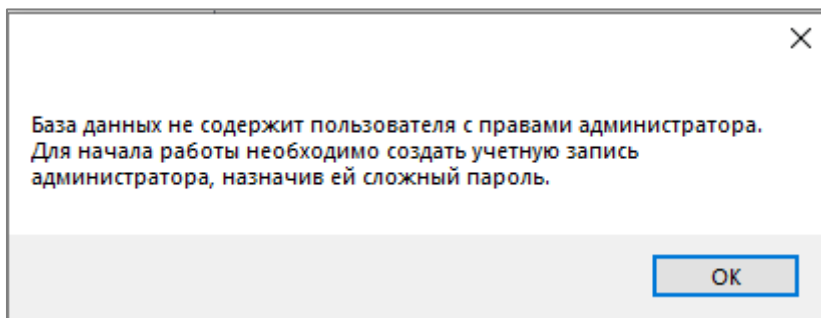 База данных не содержит пользователя с правами администратора.
Для начала работы необходимо создать учетную запись
администратора, назначив ей сложный пароль.
ОК